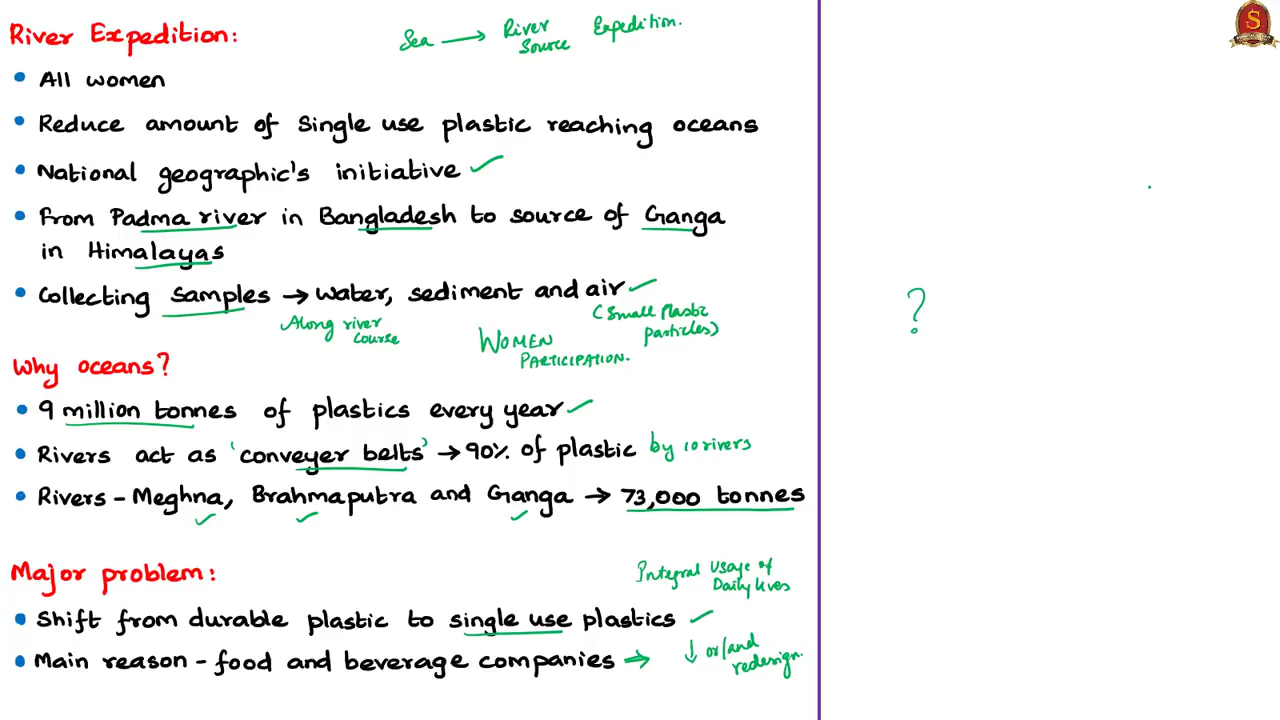 River Expedition:
Sea → River Source Expedition.
• All women
• Reduce amount of single use plastic reaching oceans
• National geographic's initiative ✓
• From Padma river in Bangladesh to source of Ganga
in Himalayas
• Collecting samples → water, sediment and air ✓
(Small Plastic
particles)
Along river
course
WOMEN
PARTICIPATION.
?
Why oceans?
• 9 million tonnes of plastics every year ✓
• Rivers act as 'conveyer belts' → 90% of plastic by 10 rivers
• Rivers - Meghna, Brahmaputra and Ganga → 73,000 tonnes
Major problem:
Integral Usage of
Daily lives
• Shift from durable plastic to single use plastics ✓
• Main reason - food and beverage companies → ↓ or/and
redesign.
S